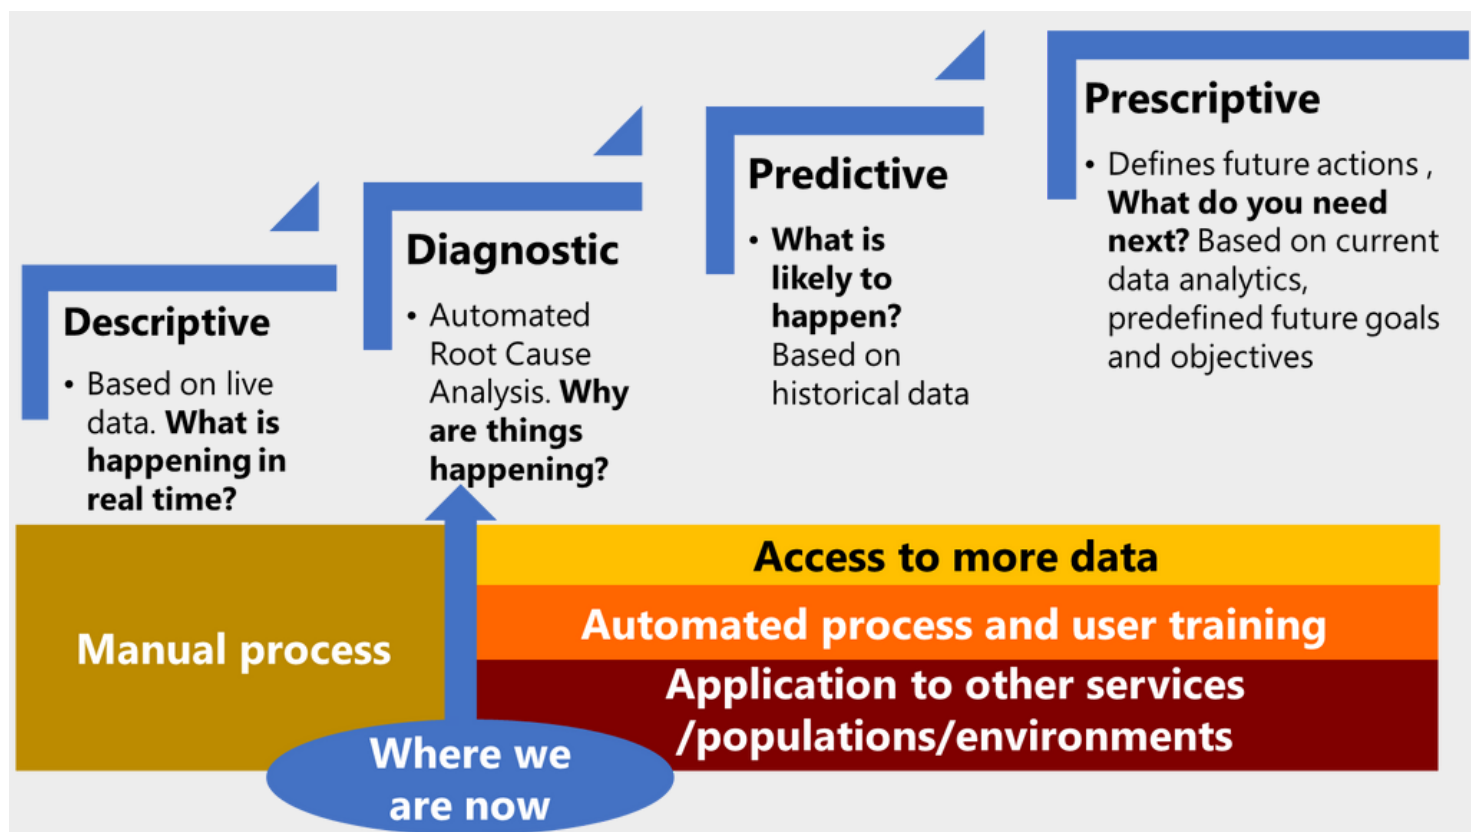 Descriptive
• Based on live
data. What is
happening in
real time?
Diagnostic
• Automated
Root Cause
Analysis. Why
are things
happening?
Predictive
• What is
likely to
happen?
Based on
historical data
Prescriptive
• Defines future actions ,
What do you need
next? Based on current
data analytics,
predefined future goals
and objectives
Manual process
Access to more data
Automated process and user training
Application to other services
/populations/environments
Where we
are now